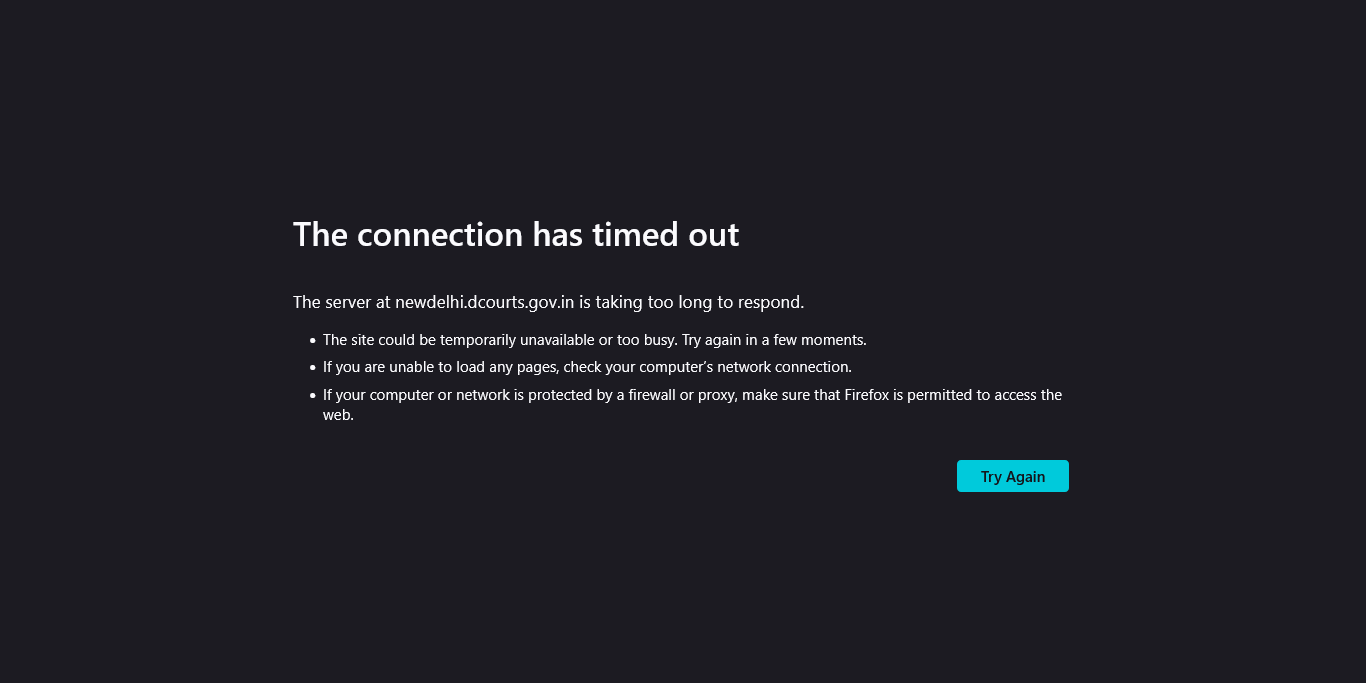 The connection has timed out
The server at newdelhi.dcourts.gov.in is taking too long to respond.
• The site could be temporarily unavailable or too busy. Try again in a few moments.
• If you are unable to load any pages, check your computer’s network connection.
• If your computer or network is protected by a firewall or proxy, make sure that Firefox is permitted to access the
web.
Try Again